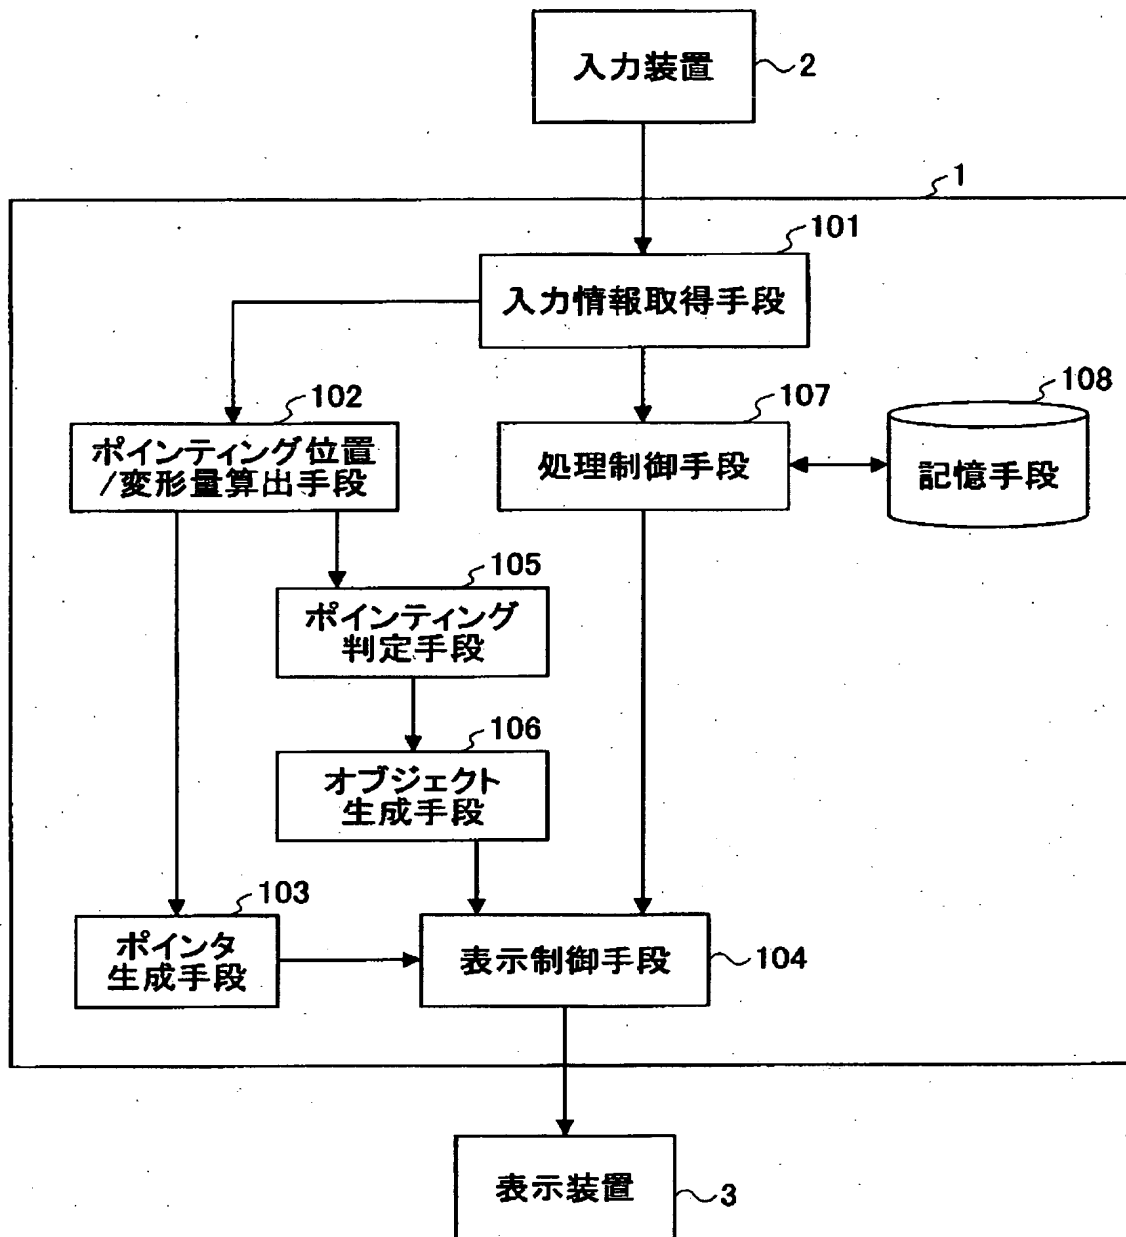 入力装置
2
1
101
入力情報取得手段
102
ポインティング位置
/変形量算出手段
107
処理制御手段
108
記憶手段
105
ポインティング
判定手段
106
オブジェクト
生成手段
103
ポインタ
生成手段
表示制御手段
104
表示装置
3